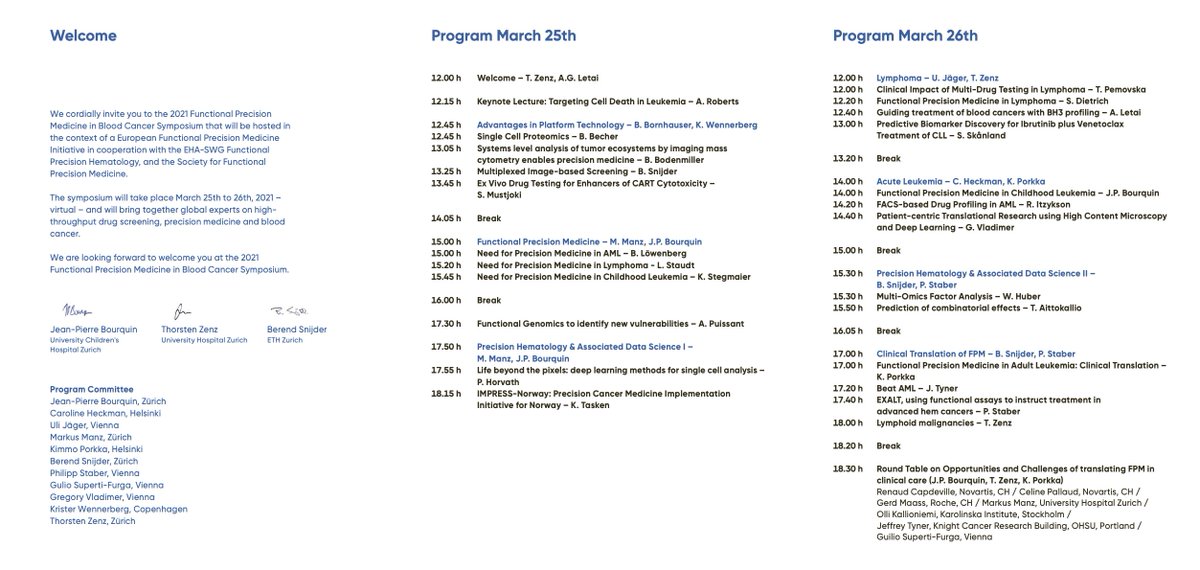 Welcome
We cordially invite you to the 2021 Functional Precision
Medicine in Blood Cancer Symposium that will be hosted in
the context of a European Functional Precision Medicine
Initiative in cooperation with the EHA-SWG Functional
Precision Hematology, and the Society for Functional
Precision Medicine.
The symposium will take place March 25th to 26th, 2021 –
virtual – and will bring together global experts on high-
throughput drug screening, precision medicine and blood
cancer.
We are looking forward to welcome you at the 2021
Functional Precision Medicine in Blood Cancer Symposium.
Jean-Pierre Bourquin
University Children's
Hospital Zurich
Thorsten Zenz
University Hospital Zurich
Berend Snijder
ETH Zurich
Program Committee
Jean-Pierre Bourquin, Zürich
Caroline Heckman, Helsinki
Uli Jäger, Vienna
Markus Manz, Zürich
Kimmo Porkka, Helsinki
Berend Snijder, Zürich
Philipp Staber, Vienna
Gulio Superti-Furga, Vienna
Gregory Vladimer, Vienna
Krister Wennerberg, Copenhagen
Thorsten Zenz, Zürich
Program March 25th
12.00 h Welcome – T. Zenz, A.G. Letai
12.15 h Keynote Lecture: Targeting Cell Death in Leukemia – A. Roberts
12.45 h Advantages in Platform Technology – B. Bornhauser, K. Wennerberg
12.45 h Single Cell Proteomics – B. Becher
13.05 h Systems level analysis of tumor ecosystems by imaging mass
cytometry enables precision medicine – B. Bodenmiller
13.25 h Multiplexed Image-based Screening – B. Snijder
13.45 h Ex Vivo Drug Testing for Enhancers of CART Cytotoxicity –
S. Mustjoki
14.05 h Break
15.00 h Functional Precision Medicine – M. Manz, J.P. Bourquin
15.00 h Need for Precision Medicine in AML – B. Löwenberg
15.20 h Need for Precision Medicine in Lymphoma - L. Staudt
15.45 h Need for Precision Medicine in Childhood Leukemia – K. Stegmaier
16.00 h Break
17.30 h Functional Genomics to identify new vulnerabilities – A. Puissant
17.50 h Precision Hematology & Associated Data Science I –
M. Manz, J.P. Bourquin
17.55 h Life beyond the pixels: deep learning methods for single cell analysis –
P. Horvath
18.15 h IMPRESS-Norway: Precision Cancer Medicine Implementation
Initiative for Norway – K. Tasken
Program March 26th
12.00 h Lymphoma – U. Jäger, T. Zenz
12.00 h Clinical Impact of Multi-Drug Testing in Lymphoma – T. Pemovska
12.20 h Functional Precision Medicine in Lymphoma – S. Dietrich
12.40 h Guiding treatment of blood cancers with BH3 profiling – A. Letai
13.00 h Predictive Biomarker Discovery for Ibrutinib plus Venetoclax
Treatment of CLL – S. Skånland
13.20 h Break
14.00 h Acute Leukemia – C. Heckman, K. Porkka
14.00 h Functional Precision Medicine in Childhood Leukemia – J.P. Bourquin
14.20 h FACS-based Drug Profiling in AML – R. Itzykson
14.40 h Patient-centric Translational Research using High Content Microscopy
and Deep Learning – G. Vladimer
15.00 h Break
15.30 h Precision Hematology & Associated Data Science II –
B. Snijder, P. Staber
15.30 h Multi-Omics Factor Analysis – W. Huber
15.50 h Prediction of combinatorial effects – T. Aittokallio
16.05 h Break
17.00 h Clinical Translation of FPM – B. Snijder, P. Staber
17.00 h Functional Precision Medicine in Adult Leukemia: Clinical Translation –
K. Porkka
17.20 h Beat AML – J. Tyner
17.40 h EXALT, using functional assays to instruct treatment in
advanced hem cancers – P. Staber
18.00 h Lymphoid malignancies – T. Zenz
18.20 h Break
18.30 h Round Table on Opportunities and Challenges of translating FPM in
clinical care (J.P. Bourquin, T. Zenz, K. Porkka)
Renaud Capdeville, Novartis, CH / Celine Pallaud, Novartis, CH /
Gerd Maass, Roche, CH / Markus Manz, University Hospital Zurich /
Olli Kallioniemi, Karolinska Institute, Stockholm /
Jeffrey Tyner, Knight Cancer Research Building, OHSU, Portland /
Guilio Superti-Furga, Vienna